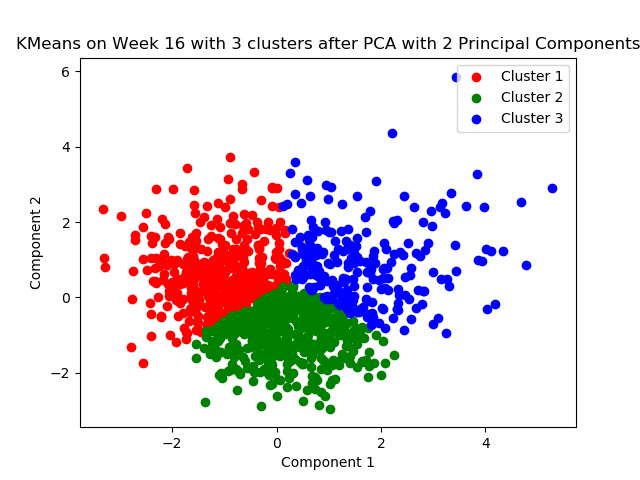 KMeans on Week 16 with 3 clusters after PCA with 2 Principal Components
Cluster 1
Cluster 2
Cluster 3
Component 2
6
4
2
0
−2
−2
0
2
4
Component 1